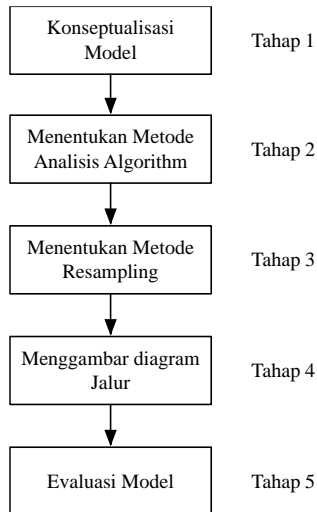 Konseptualisasi
Model
Tahap 1
Menentukan Metode
Analisis Algorithm
Tahap 2
Menentukan Metode
Resampling
Tahap 3
Menggambar diagram
Jalur
Tahap 4
Evaluasi Model
Tahap 5